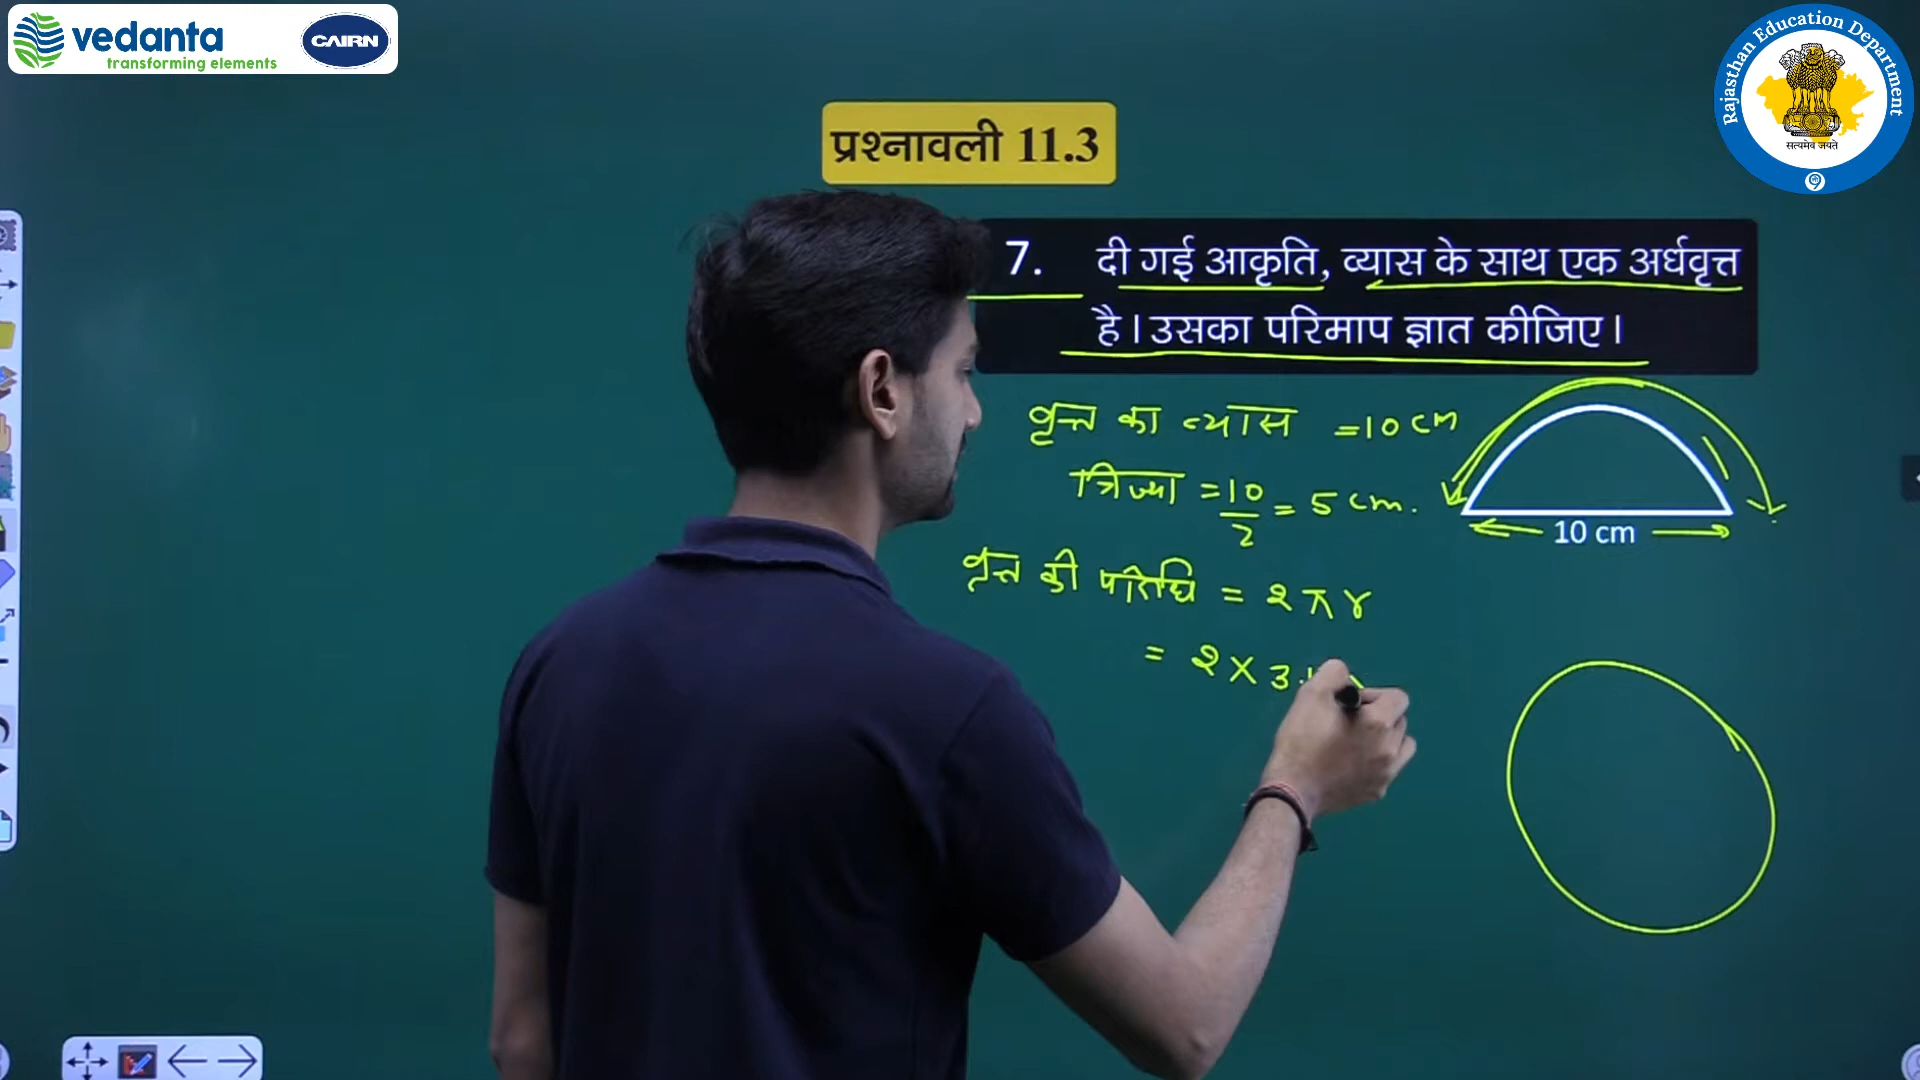 vedanta
transforming elements
CAIRN
Rajasthan Education Department
सत्यमेव जयते
प्रश्नावली 11.3
7. दी गई आकृति, व्यास के साथ एक अर्धवृत्त
है। उसका परिमाप ज्ञात कीजिए।
वृत्त का व्यास = 10 cm
त्रिज्या = 10/2 = 5 cm.
10 cm
वृत्त की परिधि = 2πr
= 2 × 3.